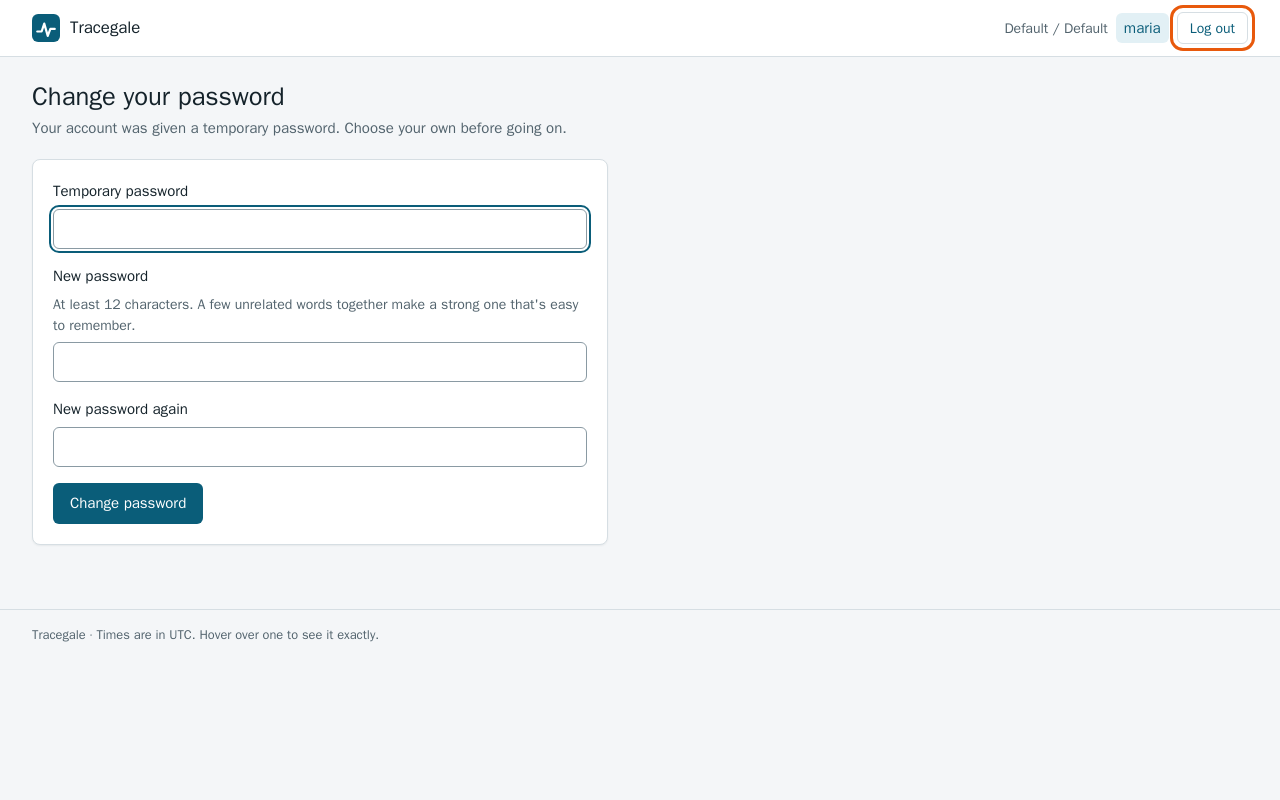 Tracegale
Default / Default
maria
Log out
Change your password
Your account was given a temporary password. Choose your own before going on.
Temporary password
New password
At least 12 characters. A few unrelated words together make a strong one that's easy
to remember.
New password again
Change password
Tracegale · Times are in UTC. Hover over one to see it exactly.